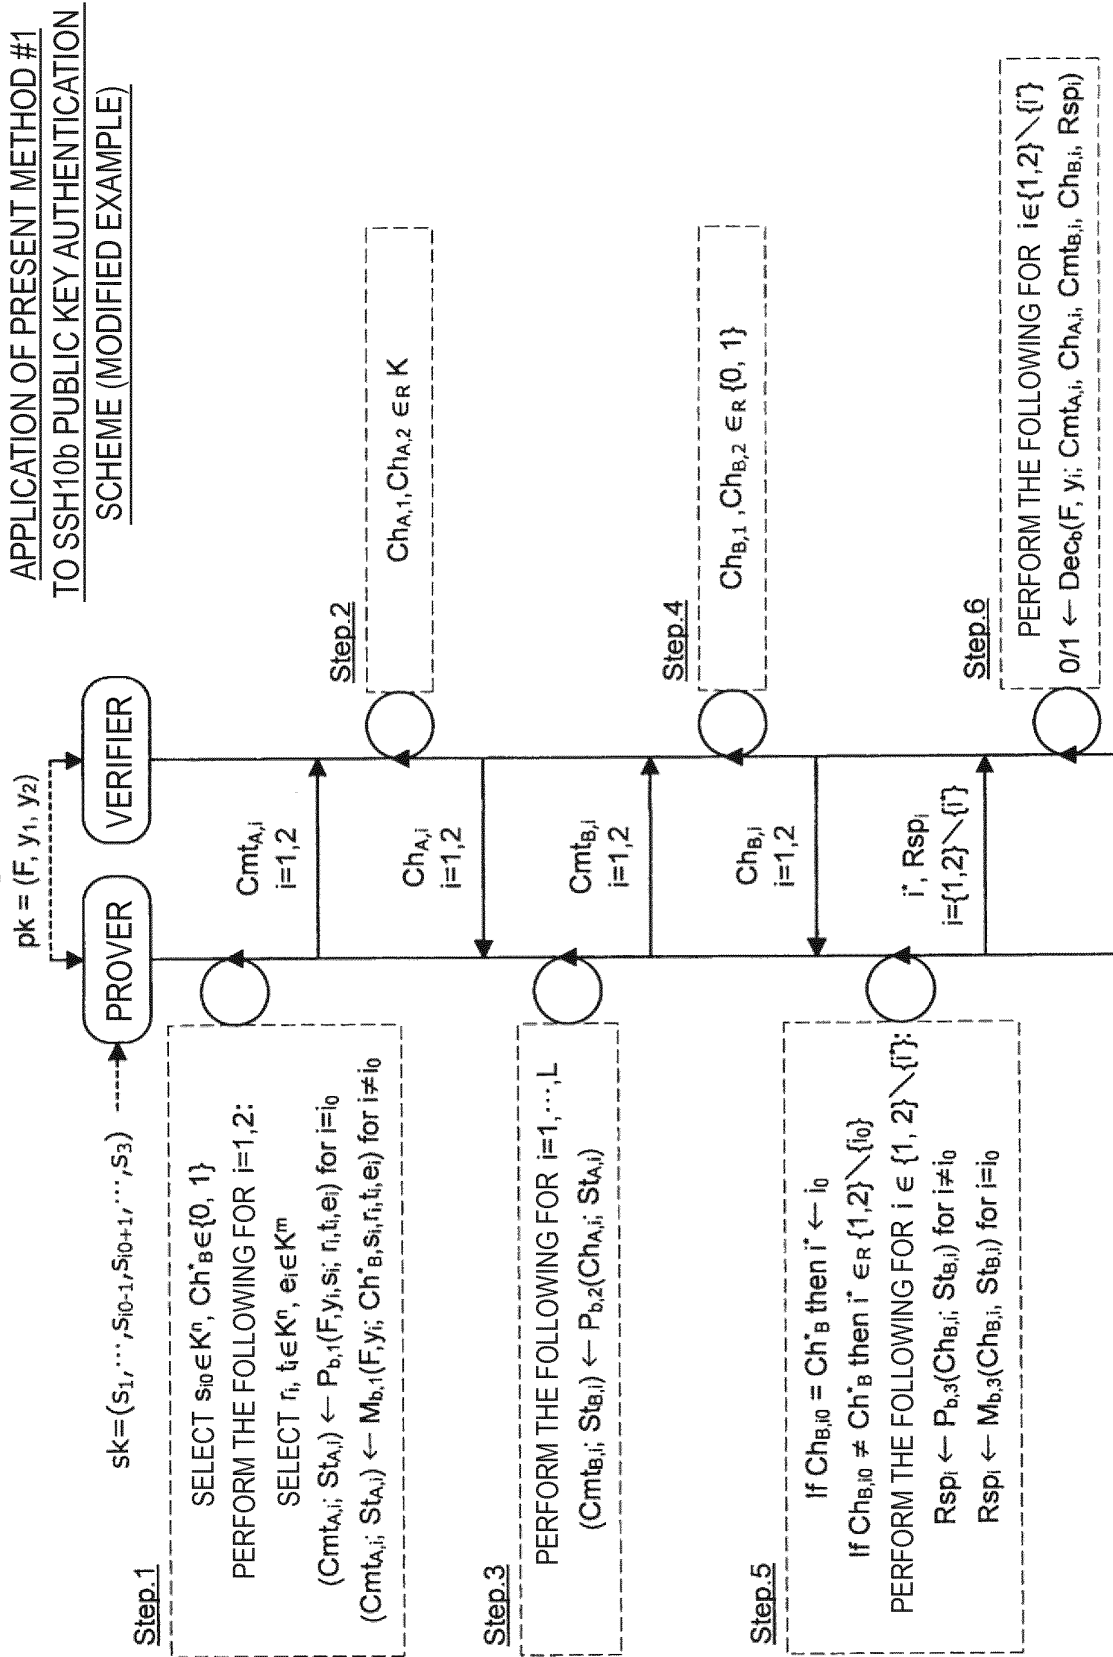 APPLICATION OF PRESENT METHOD #1
TO SSH10b PUBLIC KEY AUTHENTICATION
SCHEME (MODIFIED EXAMPLE)
pk = (F, y1, y2)
sk=(s1,⋯,si0-1,si0+1,⋯,s3)
PROVER
VERIFIER
Step.1
SELECT si0∈K^n, Ch*B∈{0, 1}
PERFORM THE FOLLOWING FOR i=1,2:
SELECT ri, ti∈K^n, ei∈K^m
(CmtA,i; StA,i) ← Pb,1(F,yi,si; ri,ti,ei) for i=i0
(CmtA,i; StA,i) ← Mb,1(F,yi; Ch*B,si,ri,ti,ei) for i≠i0
CmtA,i
i=1,2
Step.2
ChA,1,ChA,2 ∈R K
ChA,i
i=1,2
Step.3
PERFORM THE FOLLOWING FOR i=1,⋯,L
(CmtB,i; StB,i) ← Pb,2(ChA,i; StA,i)
CmtB,i
i=1,2
Step.4
ChB,1 ,ChB,2 ∈R {0, 1}
ChB,i
i=1,2
Step.5
If ChB,i0 = Ch*B then i* ← i0
If ChB,i0 ≠ Ch*B then i* ∈R {1,2}＼{i0}
PERFORM THE FOLLOWING FOR i ∈ {1, 2}＼{i*}:
Rspi ← Pb,3(ChB,i; StB,i) for i≠i0
Rspi ← Mb,3(ChB,i, StB,i) for i=i0
i*, Rspi
i={1,2}＼{i*}
Step.6
PERFORM THE FOLLOWING FOR i∈{1,2}＼{i*}
0/1 ← Decb(F, yi; CmtA,i, ChA,i, CmtB,i, ChB,i, Rspi)